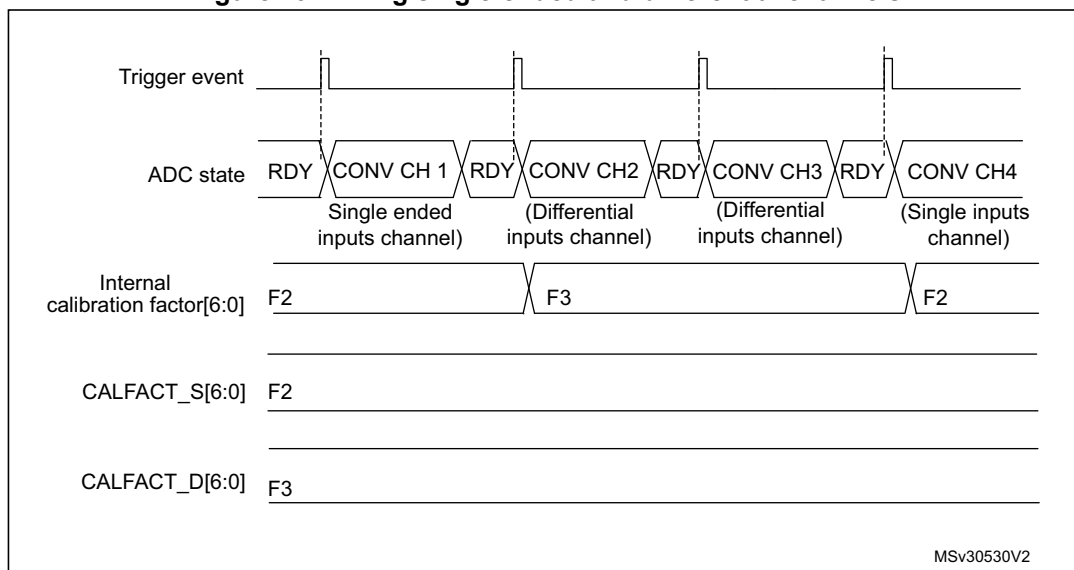 Trigger event
ADC state RDY CONV CH 1 RDY CONV CH2 RDY CONV CH3 RDY CONV CH4
Single ended (Differential (Differential (Single inputs
inputs channel) inputs channel) inputs channel) channel)
Internal
calibration factor[6:0] F2 F3 F2
CALFACT_S[6:0] F2
CALFACT_D[6:0] F3
MSv30530V2